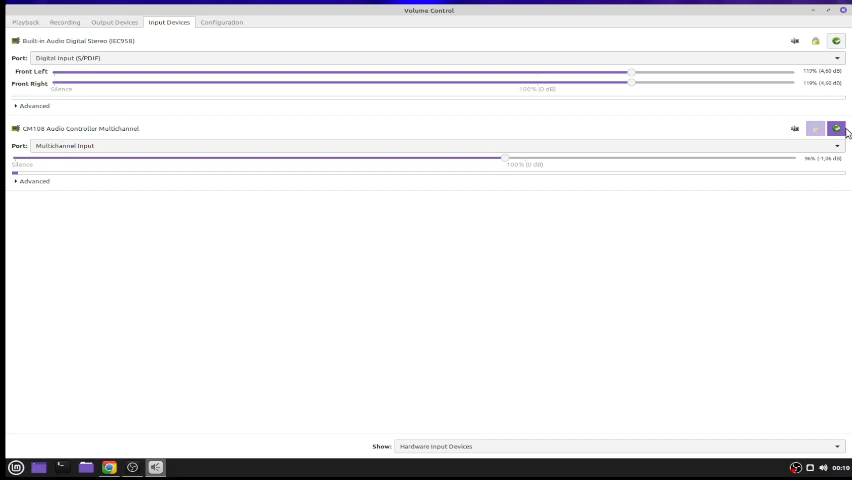 Volume Control
Playback Recording Output Devices Input Devices Configuration
Built-in Audio Digital Stereo (IEC958)
Port: Digital Input (S/PDIF)
Front Left 119% (4,60 dB)
Front Right 119% (4,60 dB)
Silence 100% (0 dB)
Advanced
CM108 Audio Controller Multichannel
Port: Multichannel Input
96% (-1,06 dB)
Silence 100% (0 dB)
Advanced
Show: Hardware Input Devices
00:10